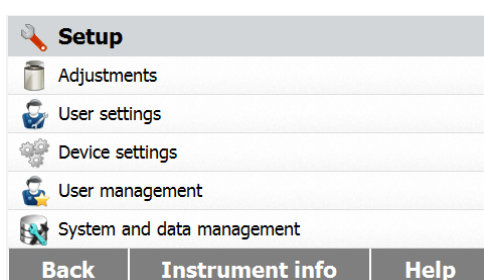 Setup
Adjustments
User settings
Device settings
User management
System and data management
Back Instrument info Help